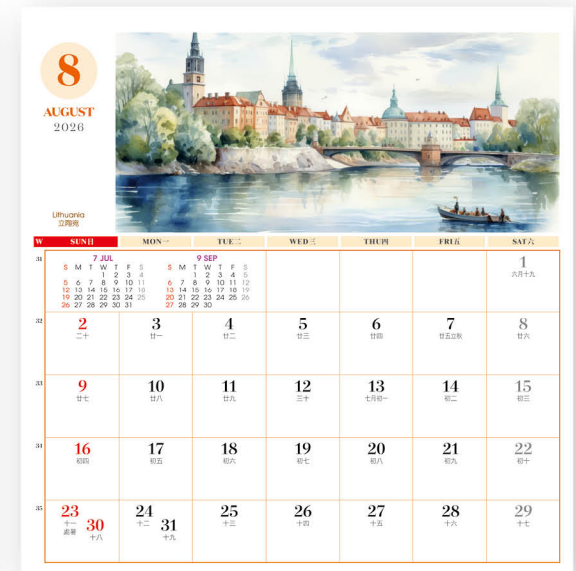 8
AUGUST
2026
Lithuania
立陶宛
W SUN日 MON一 TUE二 WED三 THU四 FRI五 SAT六
31
7 JUL
S M T W T F S
1 2 3 4
5 6 7 8 9 10 11
12 13 14 15 16 17 18
19 20 21 22 23 24 25
26 27 28 29 30 31
9 SEP
S M T W T F S
1 2 3 4 5
6 7 8 9 10 11 12
13 14 15 16 17 18 19
20 21 22 23 24 25 26
27 28 29 30
1
六月十九
32
2 3 4 5 6 7 8
二十 廿一 廿二 廿三 廿四 廿五立秋 廿六
33
9 10 11 12 13 14 15
廿七 廿八 廿九 三十 七月初一 初二 初三
34
16 17 18 19 20 21 22
初四 初五 初六 初七 初八 初九 初十
35
23 24 25 26 27 28 29
十一 十二 十三 十四 十五 十六 十七
處暑
30 31
十八 十九